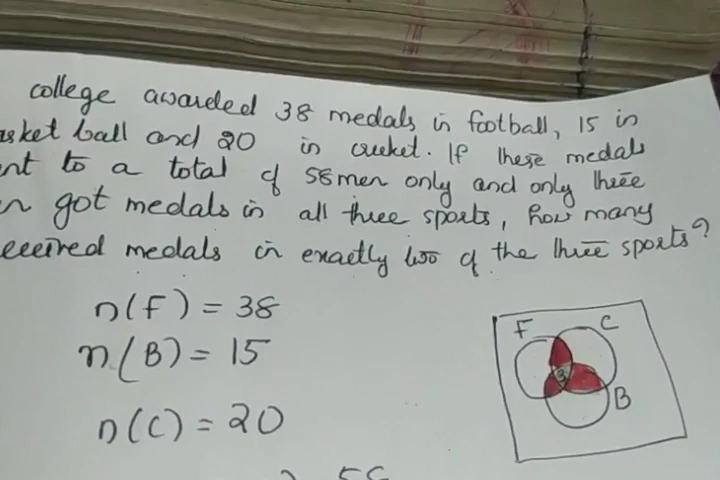 college awarded 38 medals in football, 15 in
ball and 20 in cricket. If these medals
to a total of 58 men only and only three
got medals in all three sports, how many
medals in exactly two of the three sports?
n(F) = 38
n(B) = 15
n(C) = 20
F
C
3
B